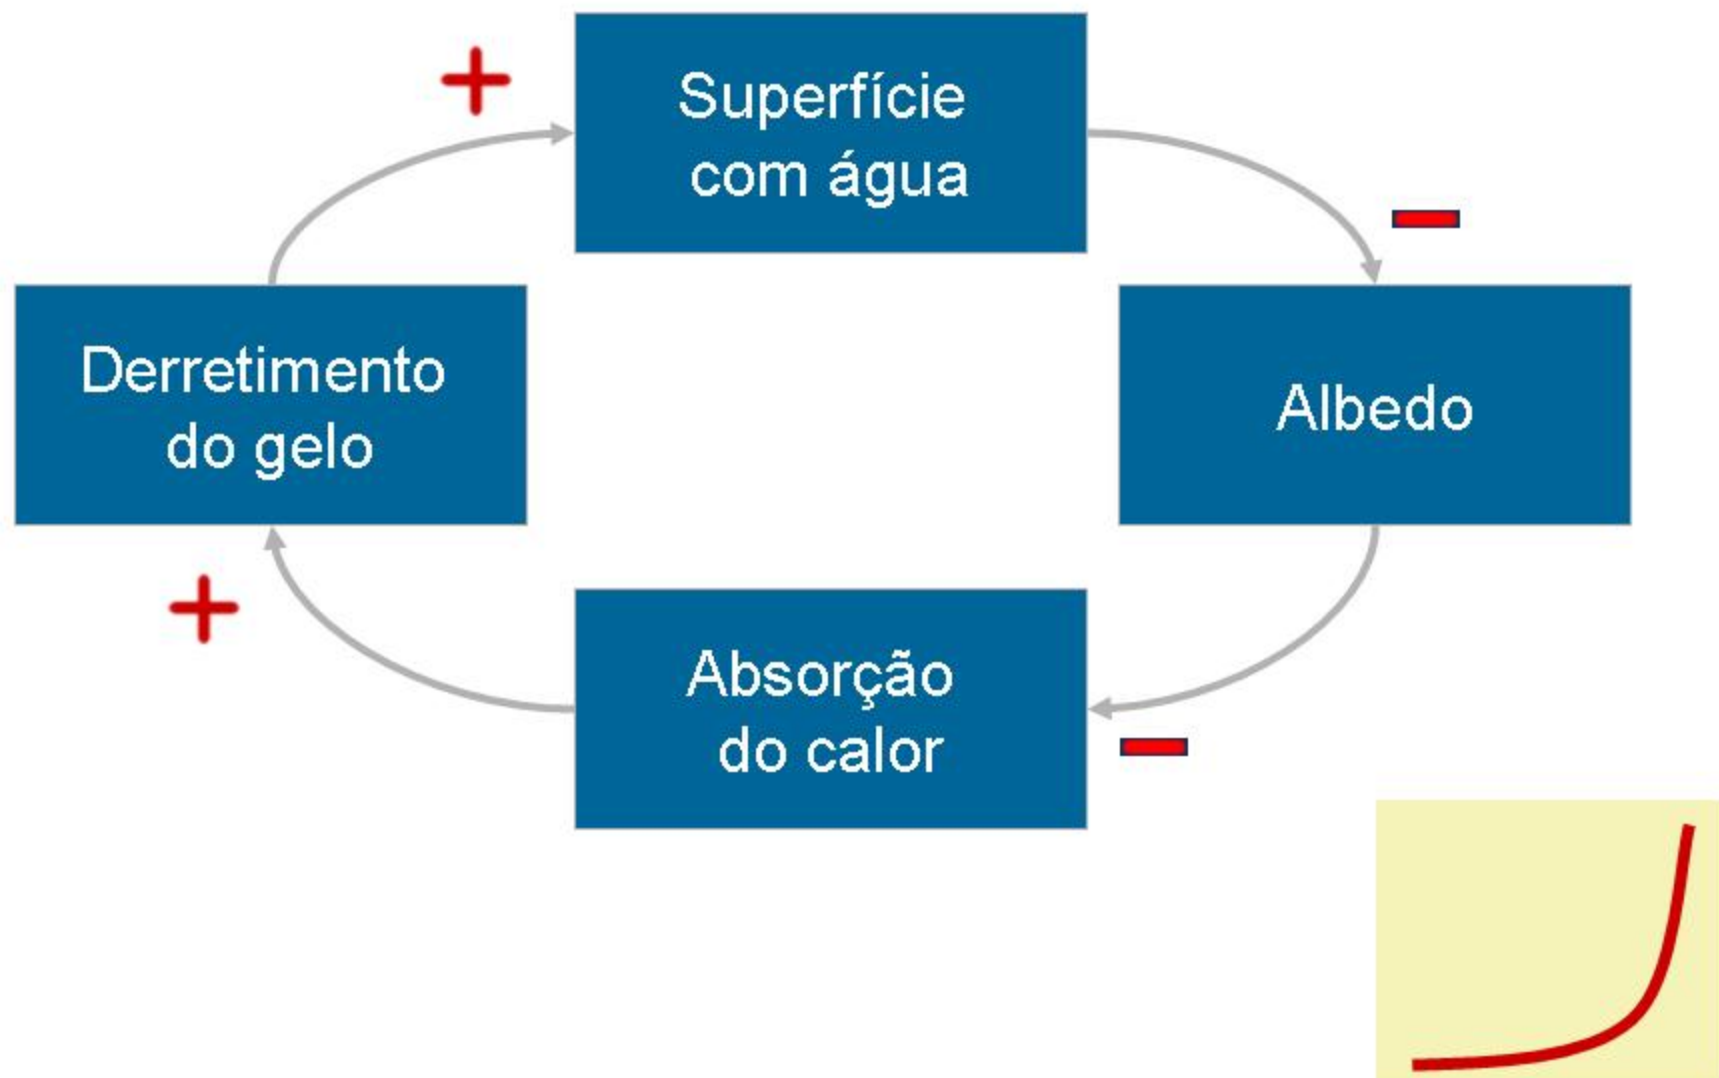 Superfície
com água
Derretimento
do gelo
Albedo
Absorção
do calor